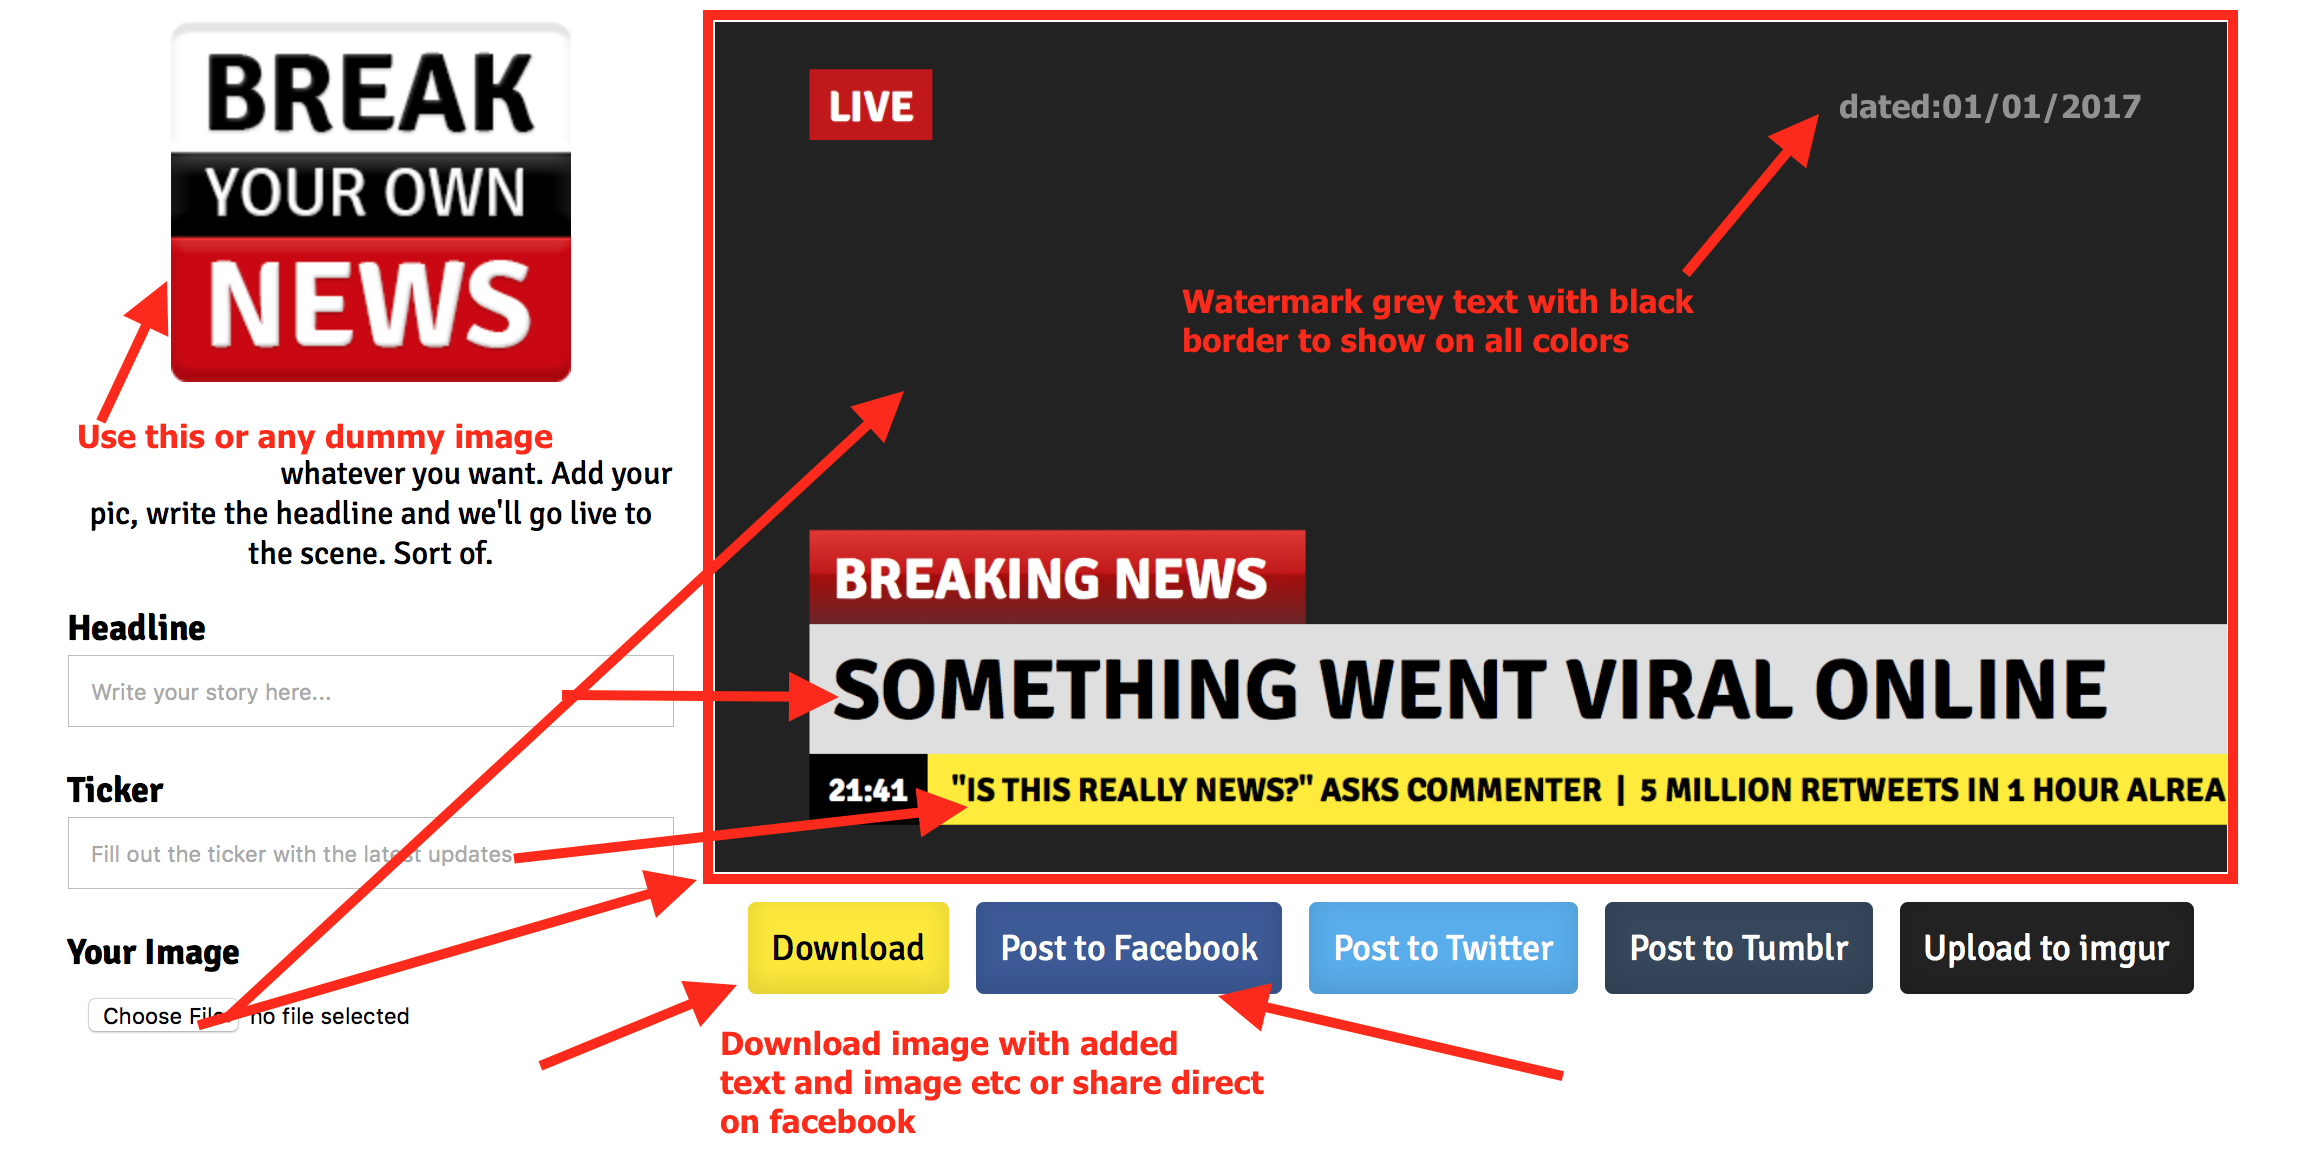 BREAK
YOUR OWN
NEWS
Use this or any dummy image
whatever you want. Add your
pic, write the headline and we'll go live to
the scene. Sort of.
Headline
Write your story here...
Ticker
Fill out the ticker with the latest updates
Your Image
Choose File no file selected
LIVE
dated:01/01/2017
Watermark grey text with black
border to show on all colors
BREAKING NEWS
SOMETHING WENT VIRAL ONLINE
21:41 "IS THIS REALLY NEWS?" ASKS COMMENTER | 5 MILLION RETWEETS IN 1 HOUR ALREA
Download
Post to Facebook
Post to Twitter
Post to Tumblr
Upload to imgur
Download image with added
text and image etc or share direct
on facebook